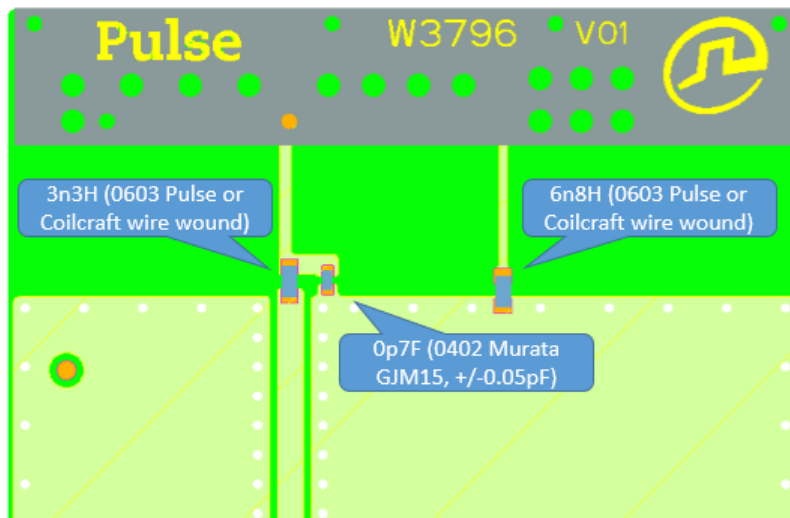 Pulse
W3796
V01
3n3H (0603 Pulse or
Coilcraft wire wound)
6n8H (0603 Pulse or
Coilcraft wire wound)
0p7F (0402 Murata
GJM15, +/-0.05pF)